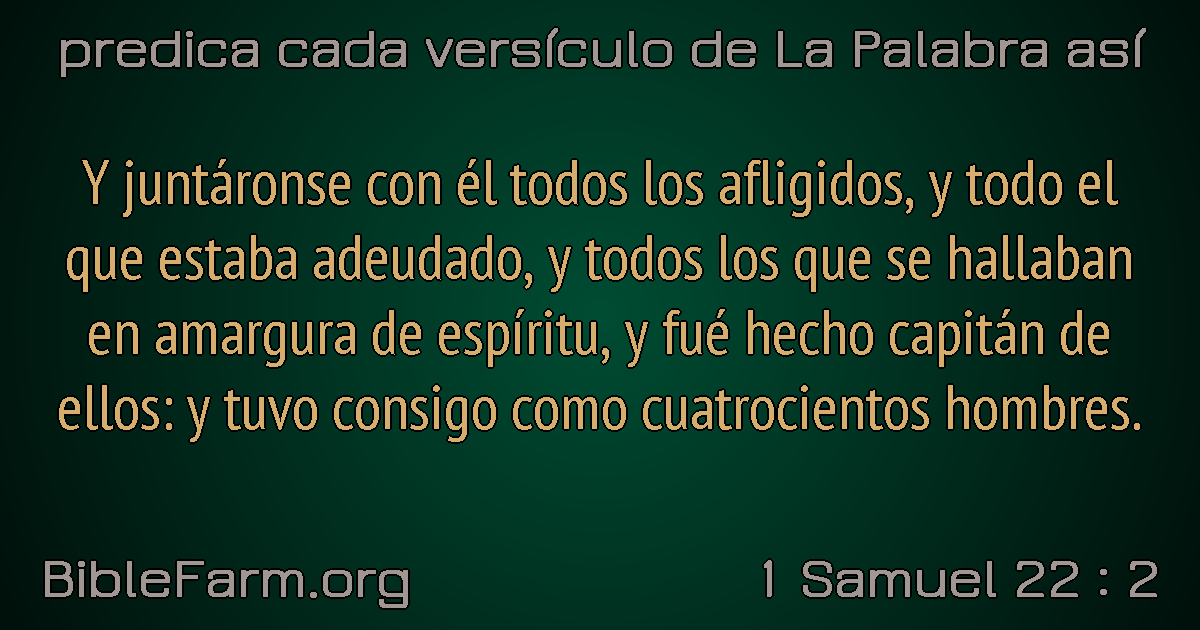 predica cada versículo de La Palabra así
Y juntáronse con él todos los afligidos, y todo el
que estaba adeudado, y todos los que se hallaban
en amargura de espíritu, y fué hecho capitán de
ellos: y tuvo consigo como cuatrocientos hombres.
BibleFarm.org
1 Samuel 22 : 2